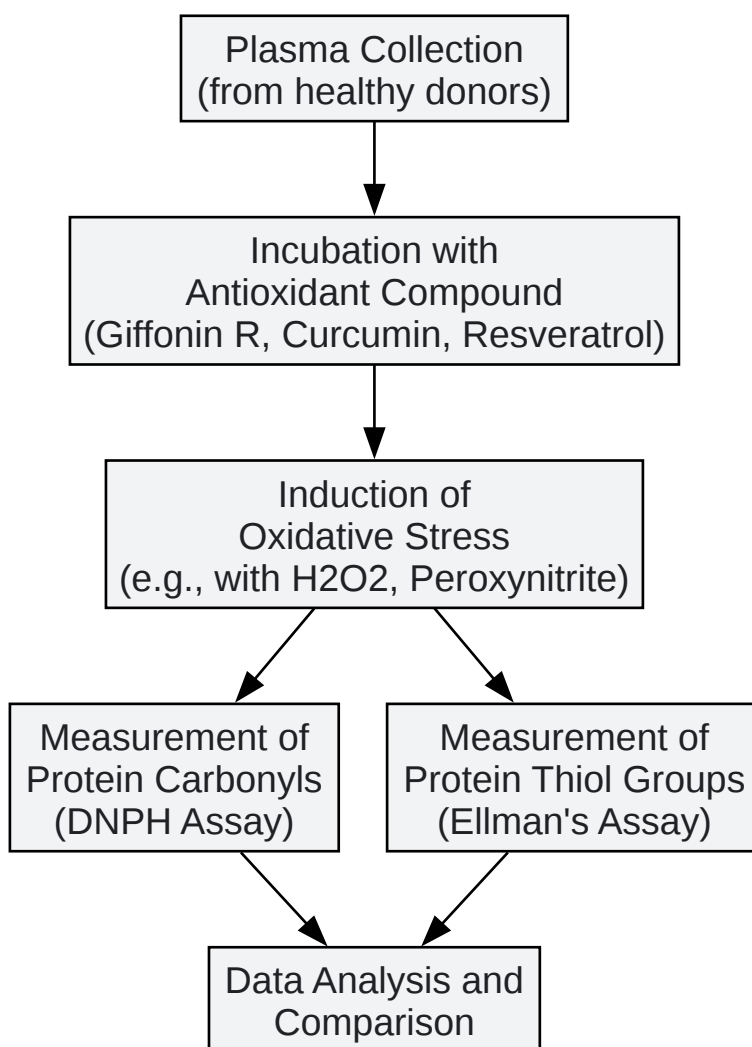 Plasma Collection
(from healthy donors)
Incubation with
Antioxidant Compound
(Giffonin R, Curcumin, Resveratrol)
Induction of
Oxidative Stress
(e.g., with H2O2, Peroxynitrite)
Measurement of
Protein Carbonyls
(DNPH Assay)
Measurement of
Protein Thiol Groups
(Ellman's Assay)
Data Analysis and
Comparison